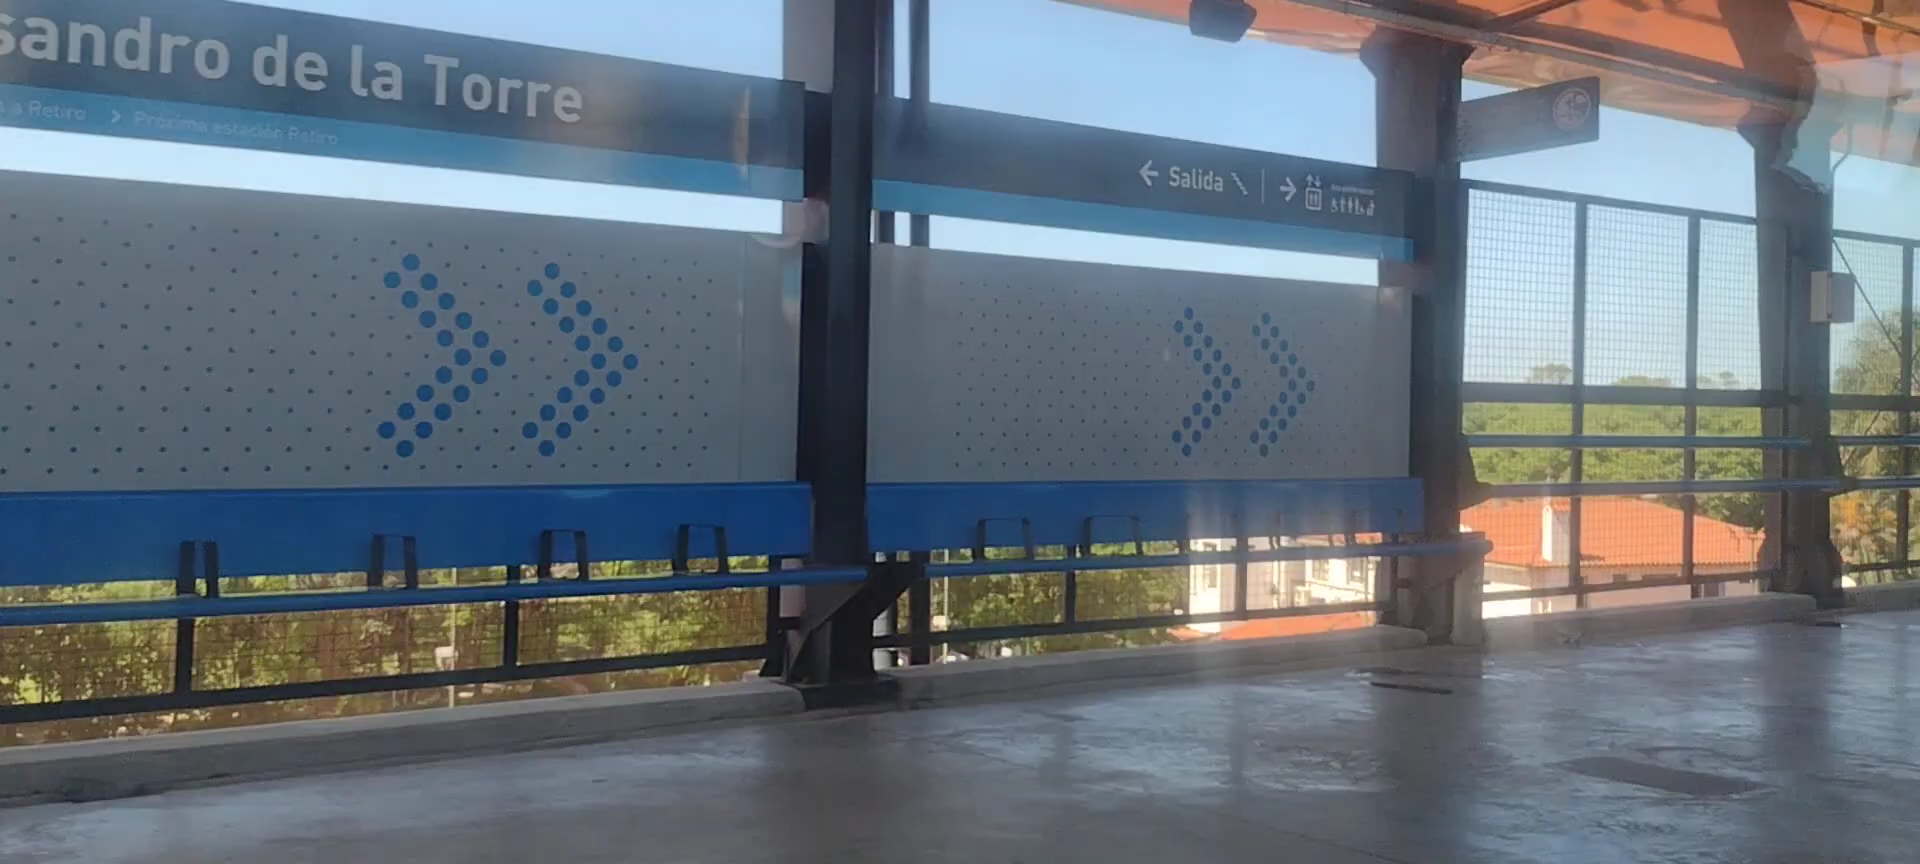 sandro de la Torre
s a Retiro > Próxima estación Retiro
← Salida | →